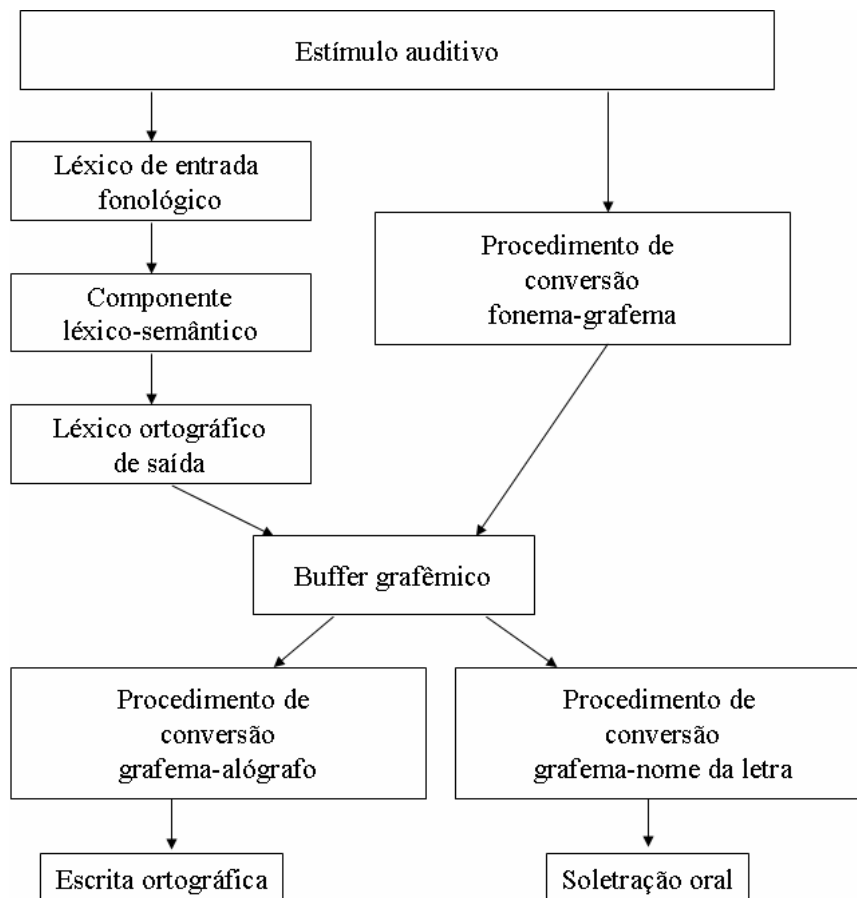 Estímulo auditivo
Léxico de entrada
fonológico
Procedimento de
conversão
fonema-grafema
Componente
léxico-semântico
Léxico ortográfico
de saída
Buffer grafêmico
Procedimento de
conversão
grafema-alógrafo
Procedimento de
conversão
grafema-nome da letra
Escrita ortográfica
Soletração oral